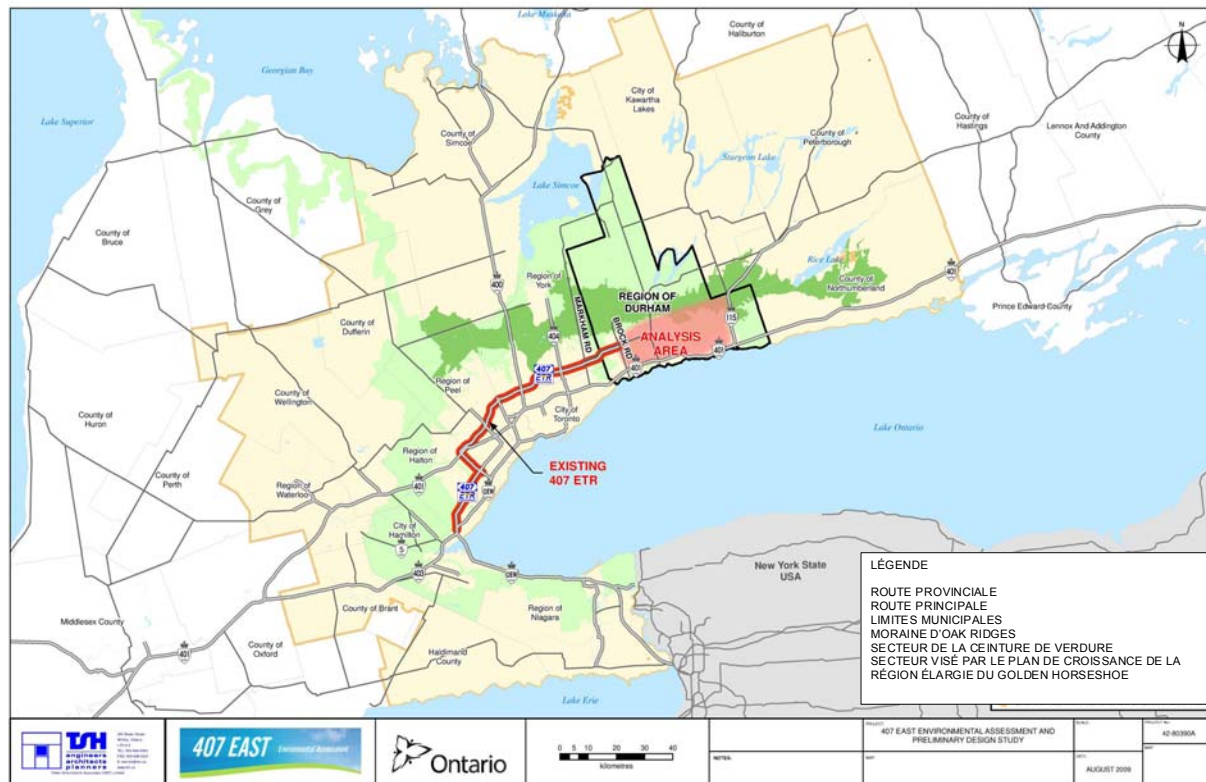 Lake Muskoka
County of
Haliburton
N
Georgian Bay
Lake Superior
City of
Kawartha
Lakes
County of
Simcoe
County of
Peterborough
County of
Hastings
Lennox And Addington
County
Sturgeon Lake
Lake Simcoe
County of
Grey
County of
Bruce
Rice Lake
County of
Northumberland
401
Region of
York
400
404
MARKHAM RD
REGION OF
DURHAM
BROCK RD
ANALYSIS
AREA
115
401
401
Prince Edward County
County of
Dufferin
Region of
Peel
407
ETR
City of
Toronto
County of
Wellington
County of
Huron
Lake Ontario
Region of
Halton
EXISTING
407 ETR
County of
Perth
Region of
Waterloo
401
407
ETR
QEW
City of
Hamilton
5
403
QEW
New York State
USA
County of Brant
Region of
Niagara
Middlesex County
County of
Oxford
401
Haldimand
County
Lake Erie
LÉGENDE
ROUTE PROVINCIALE
ROUTE PRINCIPALE
LIMITES MUNICIPALES
MORAINE D'OAK RIDGES
SECTEUR DE LA CEINTURE DE VERDURE
SECTEUR VISÉ PAR LE PLAN DE CROISSANCE DE LA
RÉGION ÉLARGIE DU GOLDEN HORSESHOE
TSH
engineers
architects
planners
407 EAST Environmental Assessment
Ontario
0 5 10 20 30 40
kilometres
NOTES:
PROJECT:
407 EAST ENVIRONMENTAL ASSESSMENT AND
PRELIMINARY DESIGN STUDY
MAP:
SCALE:
DATE:
AUGUST 2009
PROJECT No.
42-80390A
MAP: